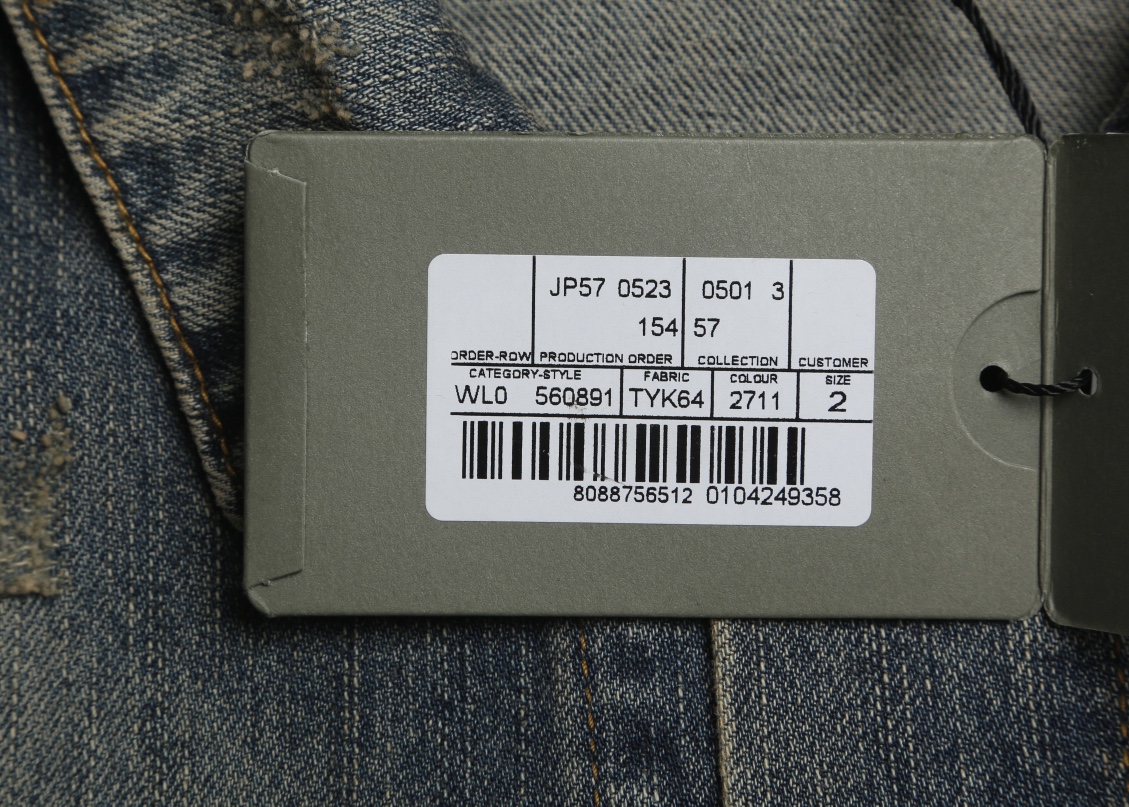 JP57 0523 0501 3
154 57
ORDER-ROW PRODUCTION ORDER COLLECTION CUSTOMER
CATEGORY-STYLE FABRIC COLOUR SIZE
WL0 560891 TYK64 2711 2
8088756512 0104249358